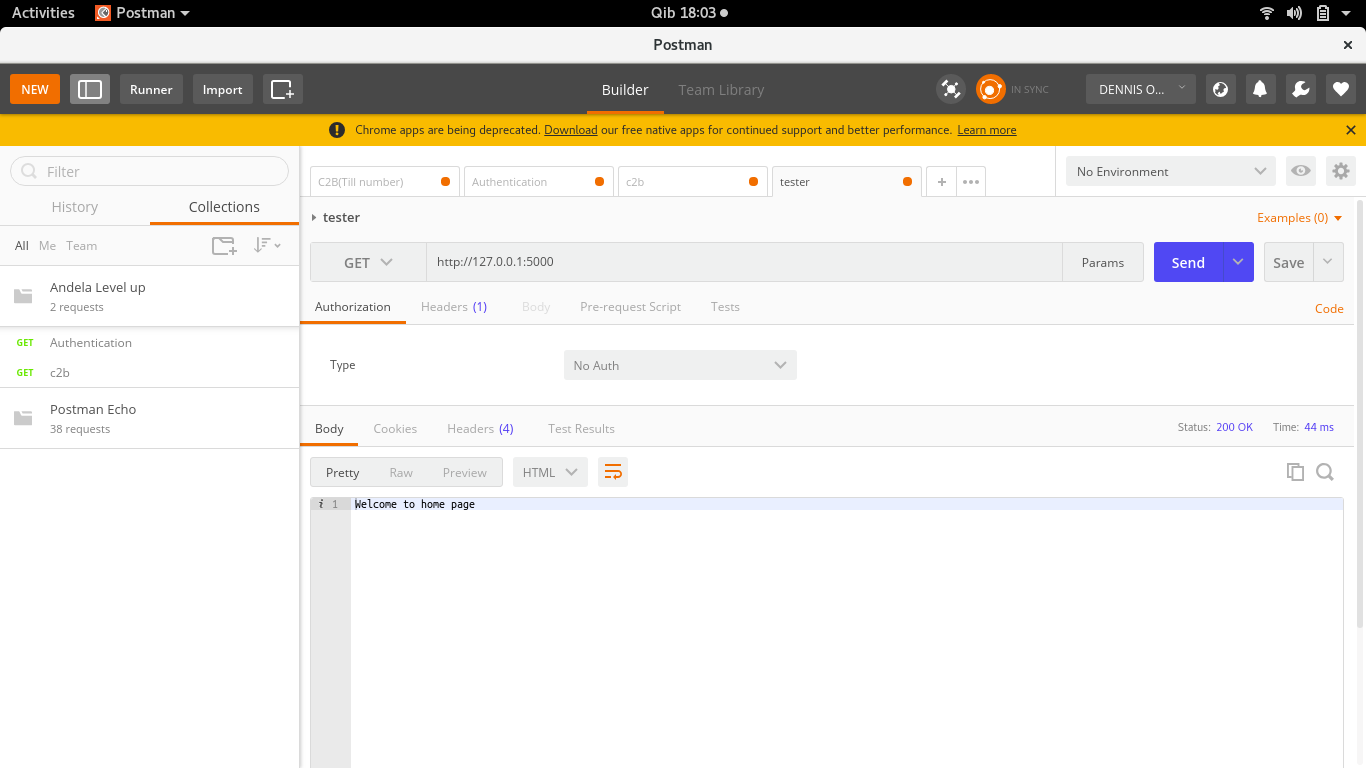 Activities Postman Qib 18:03
Postman
NEW Runner Import Builder Team Library IN SYNC DENNIS O...
Chrome apps are being deprecated. Download our free native apps for continued support and better performance. Learn more
Filter
History Collections
All Me Team
Andela Level up
2 requests
GET Authentication
GET c2b
Postman Echo
38 requests
C2B(Till number) Authentication c2b tester + ••• No Environment
tester Examples (0)
GET http://127.0.0.1:5000 Params Send Save
Authorization Headers (1) Body Pre-request Script Tests Code
Type No Auth
Body Cookies Headers (4) Test Results Status: 200 OK Time: 44 ms
Pretty Raw Preview HTML
i 1 Welcome to home page